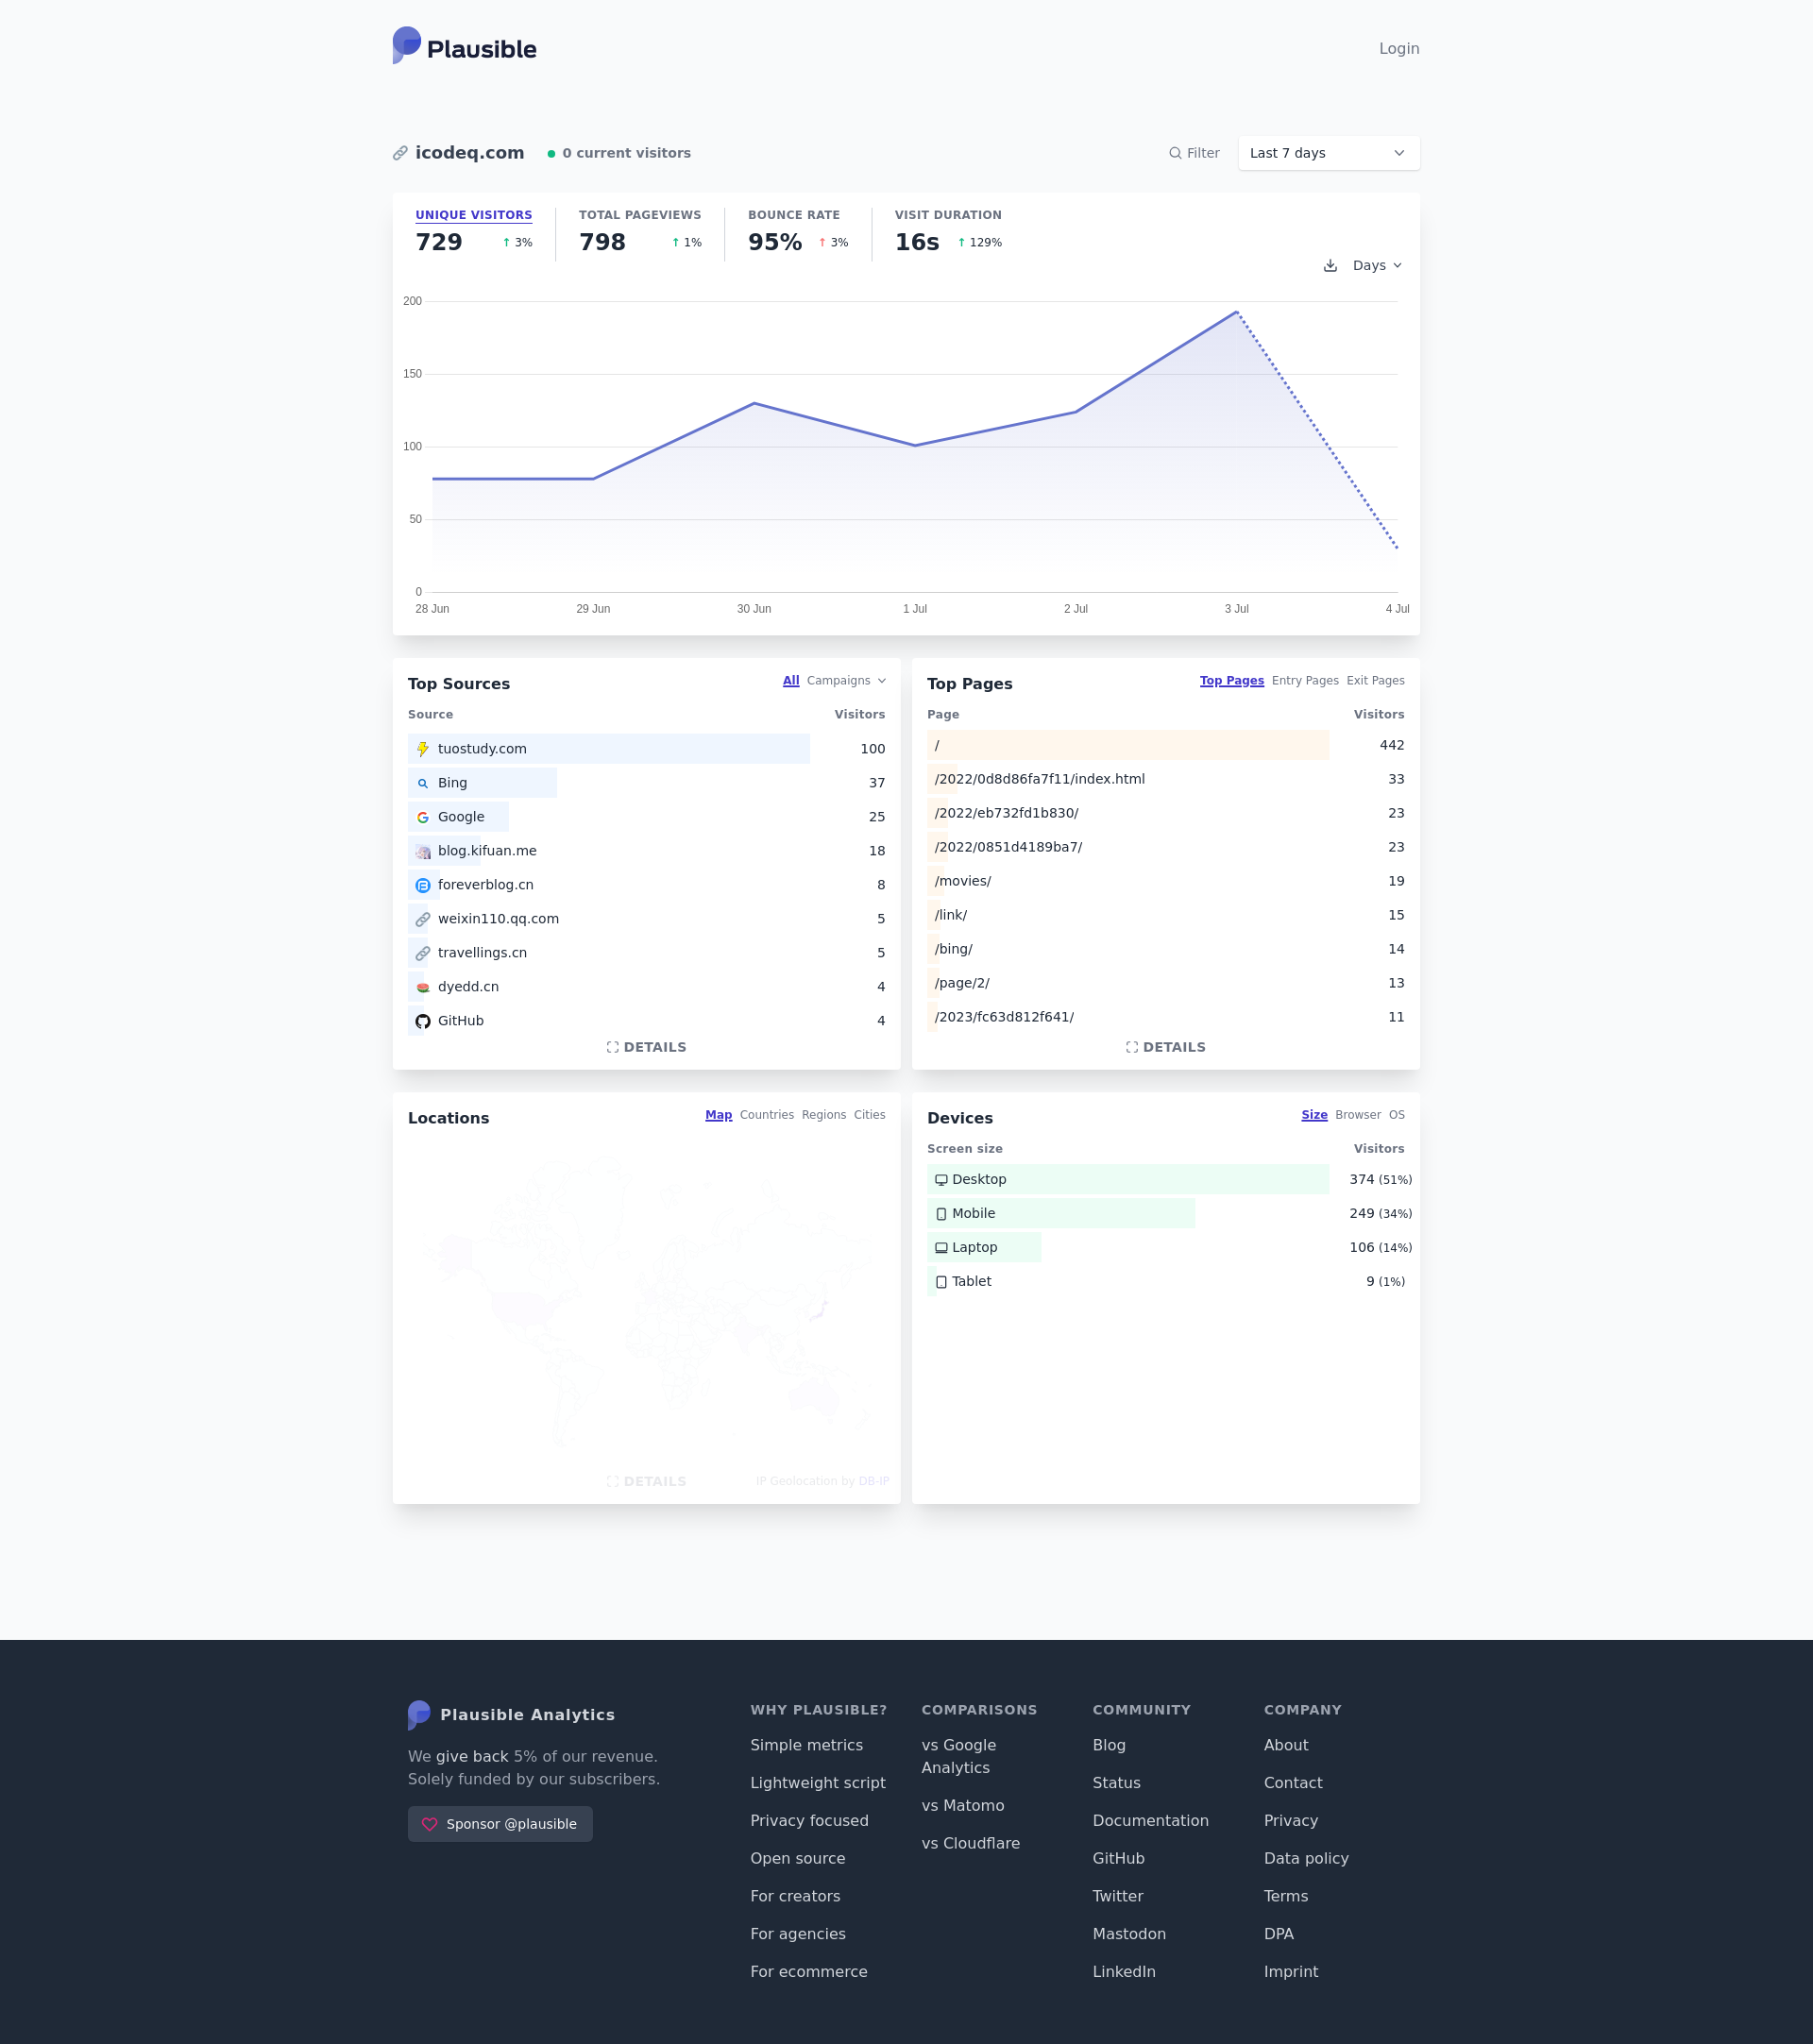 Plausible
Login
icodeq.com
0 current visitors
Filter
Last 7 days
UNIQUE VISITORS
729 ↑ 3%
TOTAL PAGEVIEWS
798 ↑ 1%
BOUNCE RATE
95% ↑ 3%
VISIT DURATION
16s ↑ 129%
Days
200
150
100
50
0
28 Jun
29 Jun
30 Jun
1 Jul
2 Jul
3 Jul
4 Jul
Top Sources
All Campaigns
Source Visitors
tuostudy.com 100
Bing 37
Google 25
blog.kifuan.me 18
foreverblog.cn 8
weixin110.qq.com 5
travellings.cn 5
dyedd.cn 4
GitHub 4
DETAILS
Top Pages
Top Pages Entry Pages Exit Pages
Page Visitors
/ 442
/2022/0d8d86fa7f11/index.html 33
/2022/eb732fd1b830/ 23
/2022/0851d4189ba7/ 23
/movies/ 19
/link/ 15
/bing/ 14
/page/2/ 13
/2023/fc63d812f641/ 11
DETAILS
Locations
Map Countries Regions Cities
DETAILS
IP Geolocation by DB-IP
Devices
Size Browser OS
Screen size Visitors
Desktop 374 (51%)
Mobile 249 (34%)
Laptop 106 (14%)
Tablet 9 (1%)
Plausible Analytics
We give back 5% of our revenue.
Solely funded by our subscribers.
Sponsor @plausible
WHY PLAUSIBLE?
Simple metrics
Lightweight script
Privacy focused
Open source
For creators
For agencies
For ecommerce
COMPARISONS
vs Google
Analytics
vs Matomo
vs Cloudflare
COMMUNITY
Blog
Status
Documentation
GitHub
Twitter
Mastodon
LinkedIn
COMPANY
About
Contact
Privacy
Data policy
Terms
DPA
Imprint